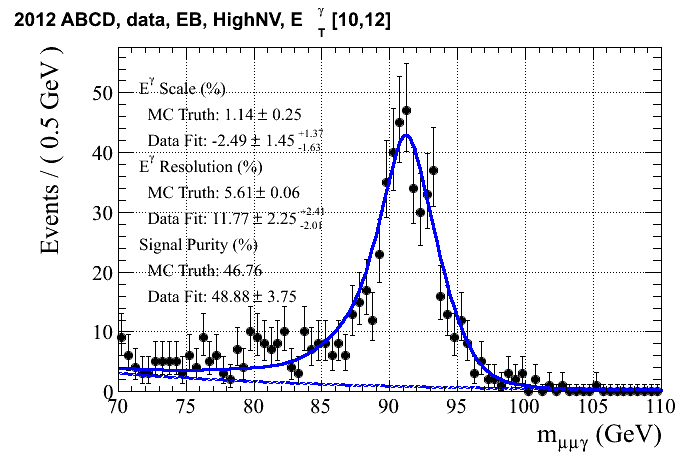 2012 ABCD, data, EB, HighNV, E γ T [10,12]
Events / ( 0.5 GeV )
50
40
30
20
10
0
Eγ Scale (%)
MC Truth: 1.14 ± 0.25
Data Fit: -2.49 ± 1.45 +1.37 -1.63
Eγ Resolution (%)
MC Truth: 5.61 ± 0.06
Data Fit: 11.77 ± 2.25 +2.41 -2.01
Signal Purity (%)
MC Truth: 46.76
Data Fit: 48.88 ± 3.75
70 75 80 85 90 95 100 105 110
mμμγ (GeV)